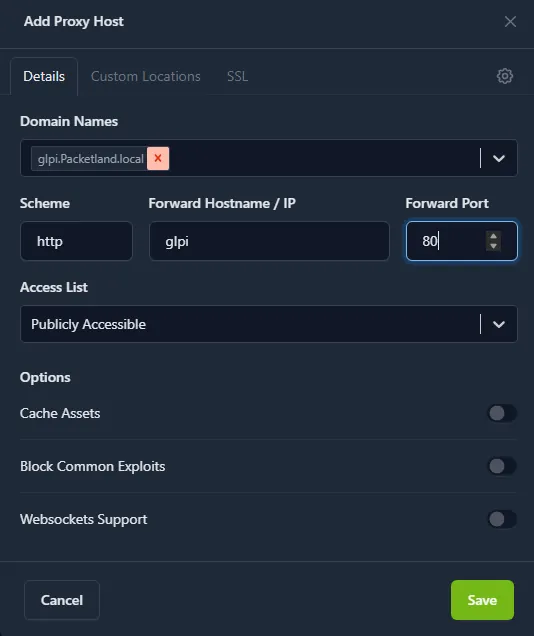 Add Proxy Host
Details Custom Locations SSL
Domain Names
glpi.Packetland.local x
Scheme Forward Hostname / IP Forward Port
http glpi 80
Access List
Publicly Accessible
Options
Cache Assets
Block Common Exploits
Websockets Support
Cancel Save